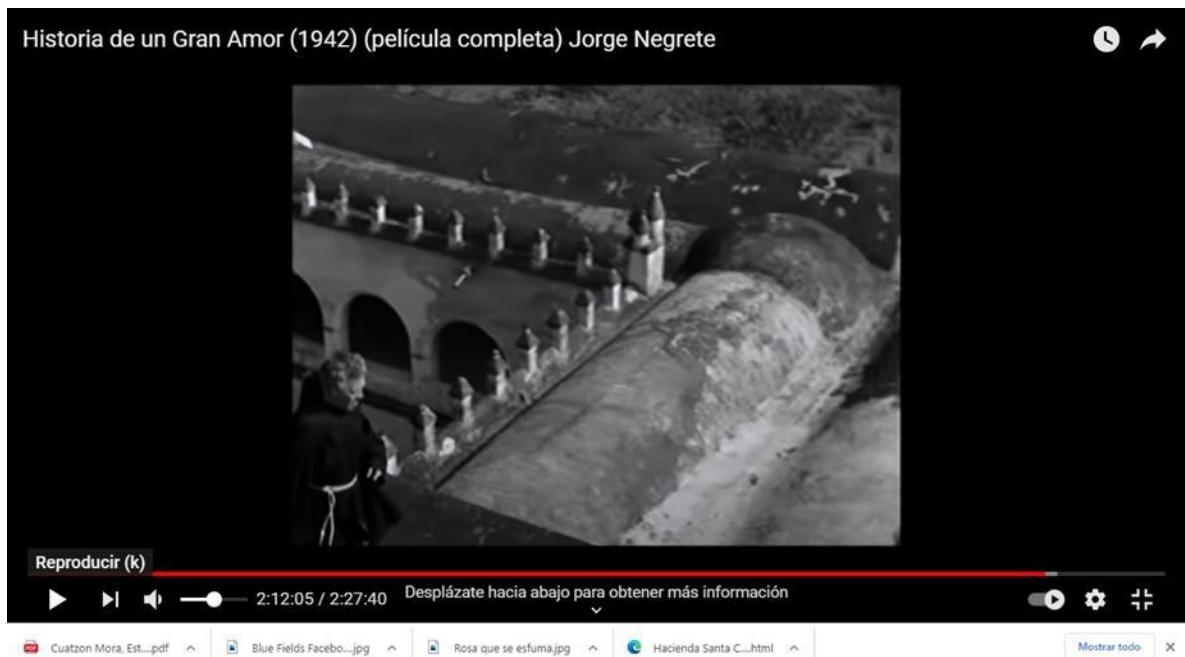 Historia de un Gran Amor (1942) (película completa) Jorge Negrete
Reproducir (k)
2:12:05 / 2:27:40
Desplázate hacia abajo para obtener más información
PDF
Cuatzon Mora, Est....pdf
Blue Fields Facebo....jpg
Rosa que se esfuma.jpg
Hacienda Santa C....html
Mostrar todo